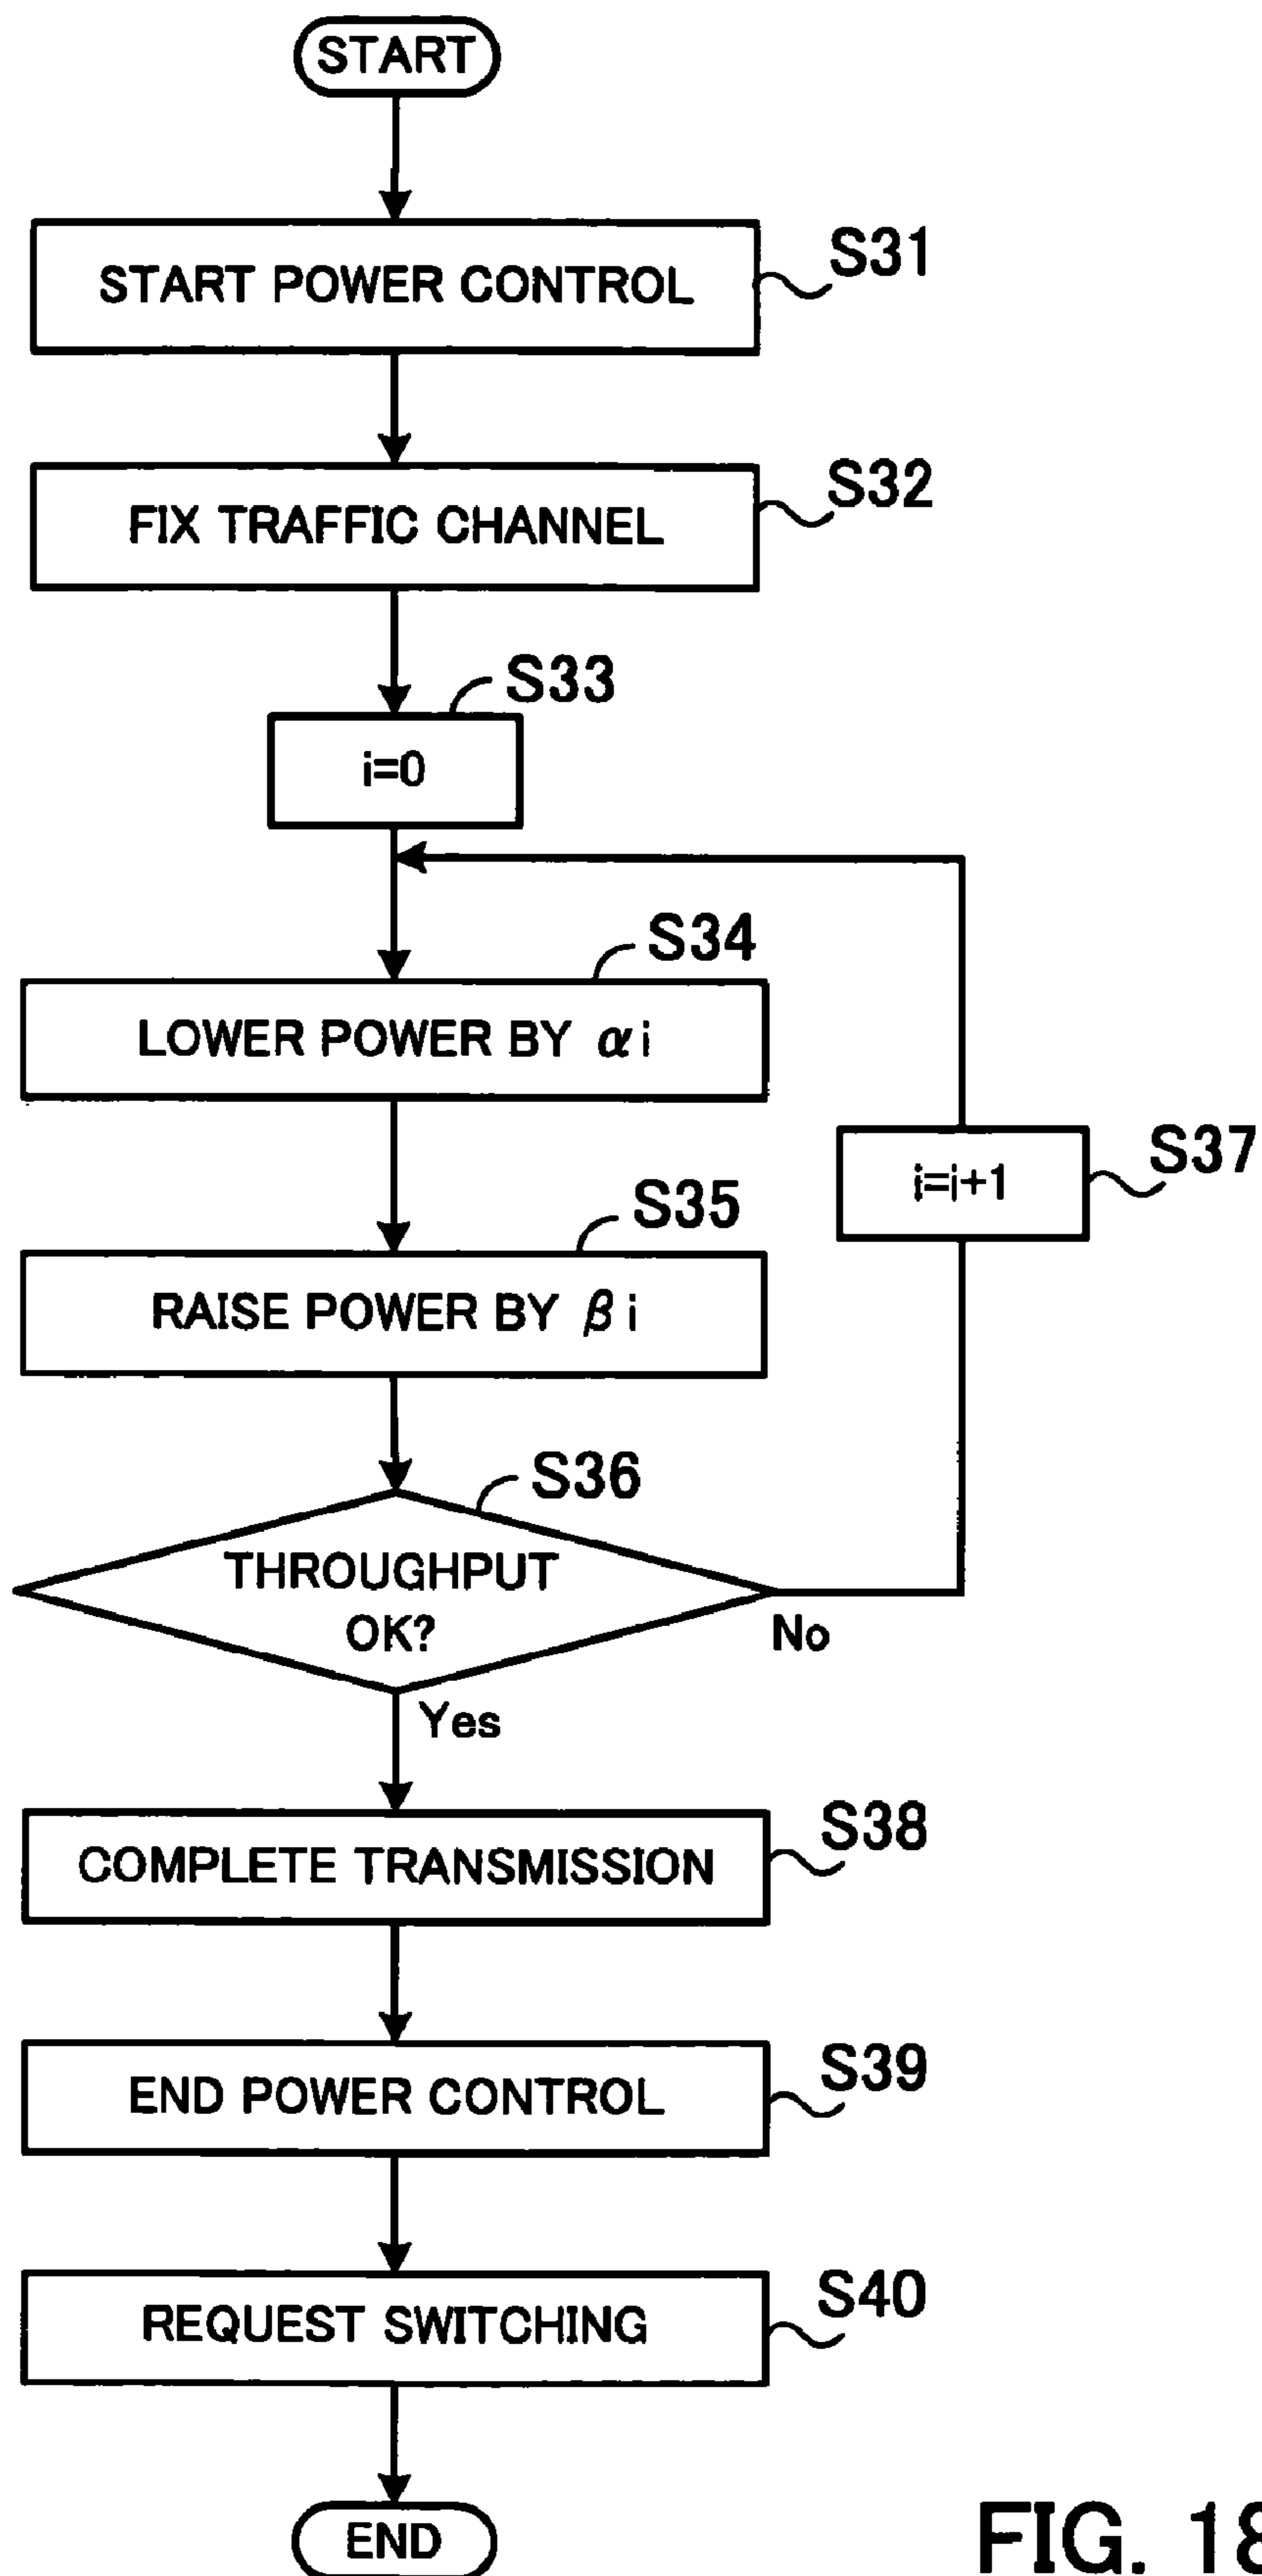 START
START POWER CONTROL
S31
FIX TRAFFIC CHANNEL
S32
S33
i=0
S34
LOWER POWER BY αi
S37
i=i+1
S35
RAISE POWER BY βi
S36
THROUGHPUT
OK?
No
Yes
COMPLETE TRANSMISSION
S38
END POWER CONTROL
S39
REQUEST SWITCHING
S40
END
FIG. 18